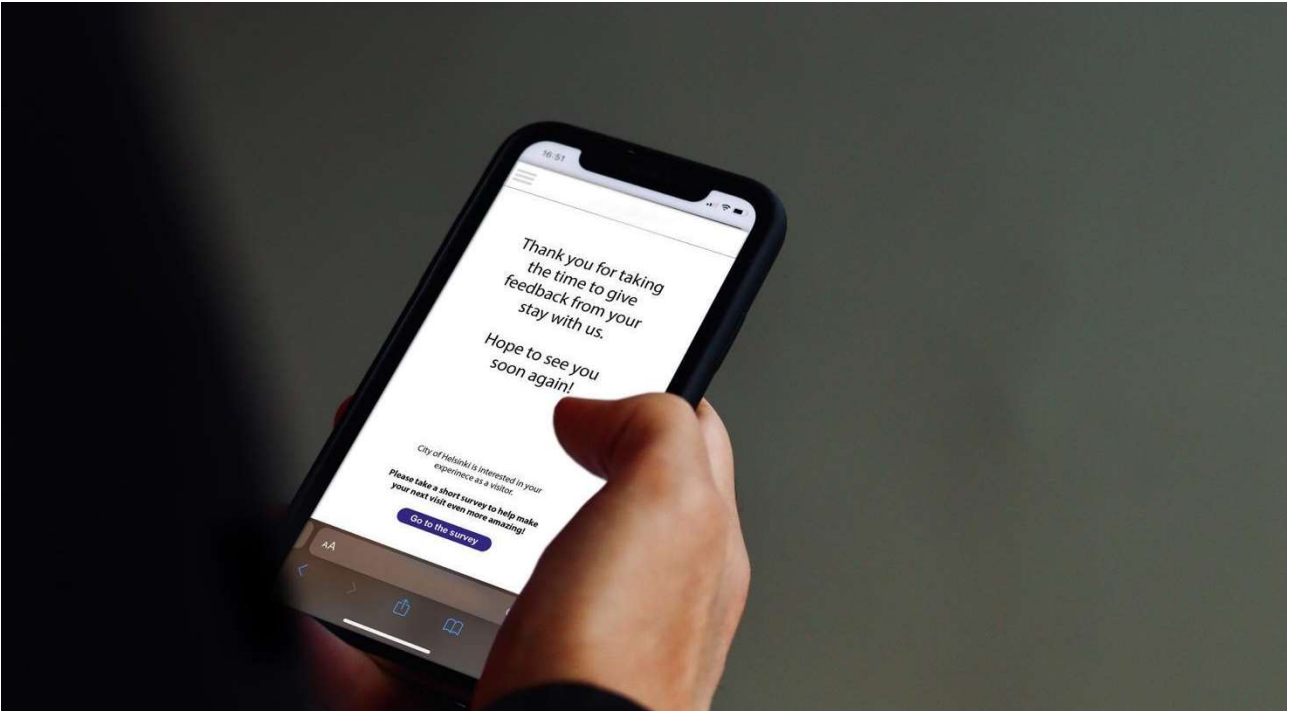 16:51
Thank you for taking
the time to give
feedback from your
stay with us.
Hope to see you
soon again!
City of Helsinki is interested in your
experinece as a visitor.
Please take a short survey to help make
your next visit even more amazing!
Go to the survey
AA